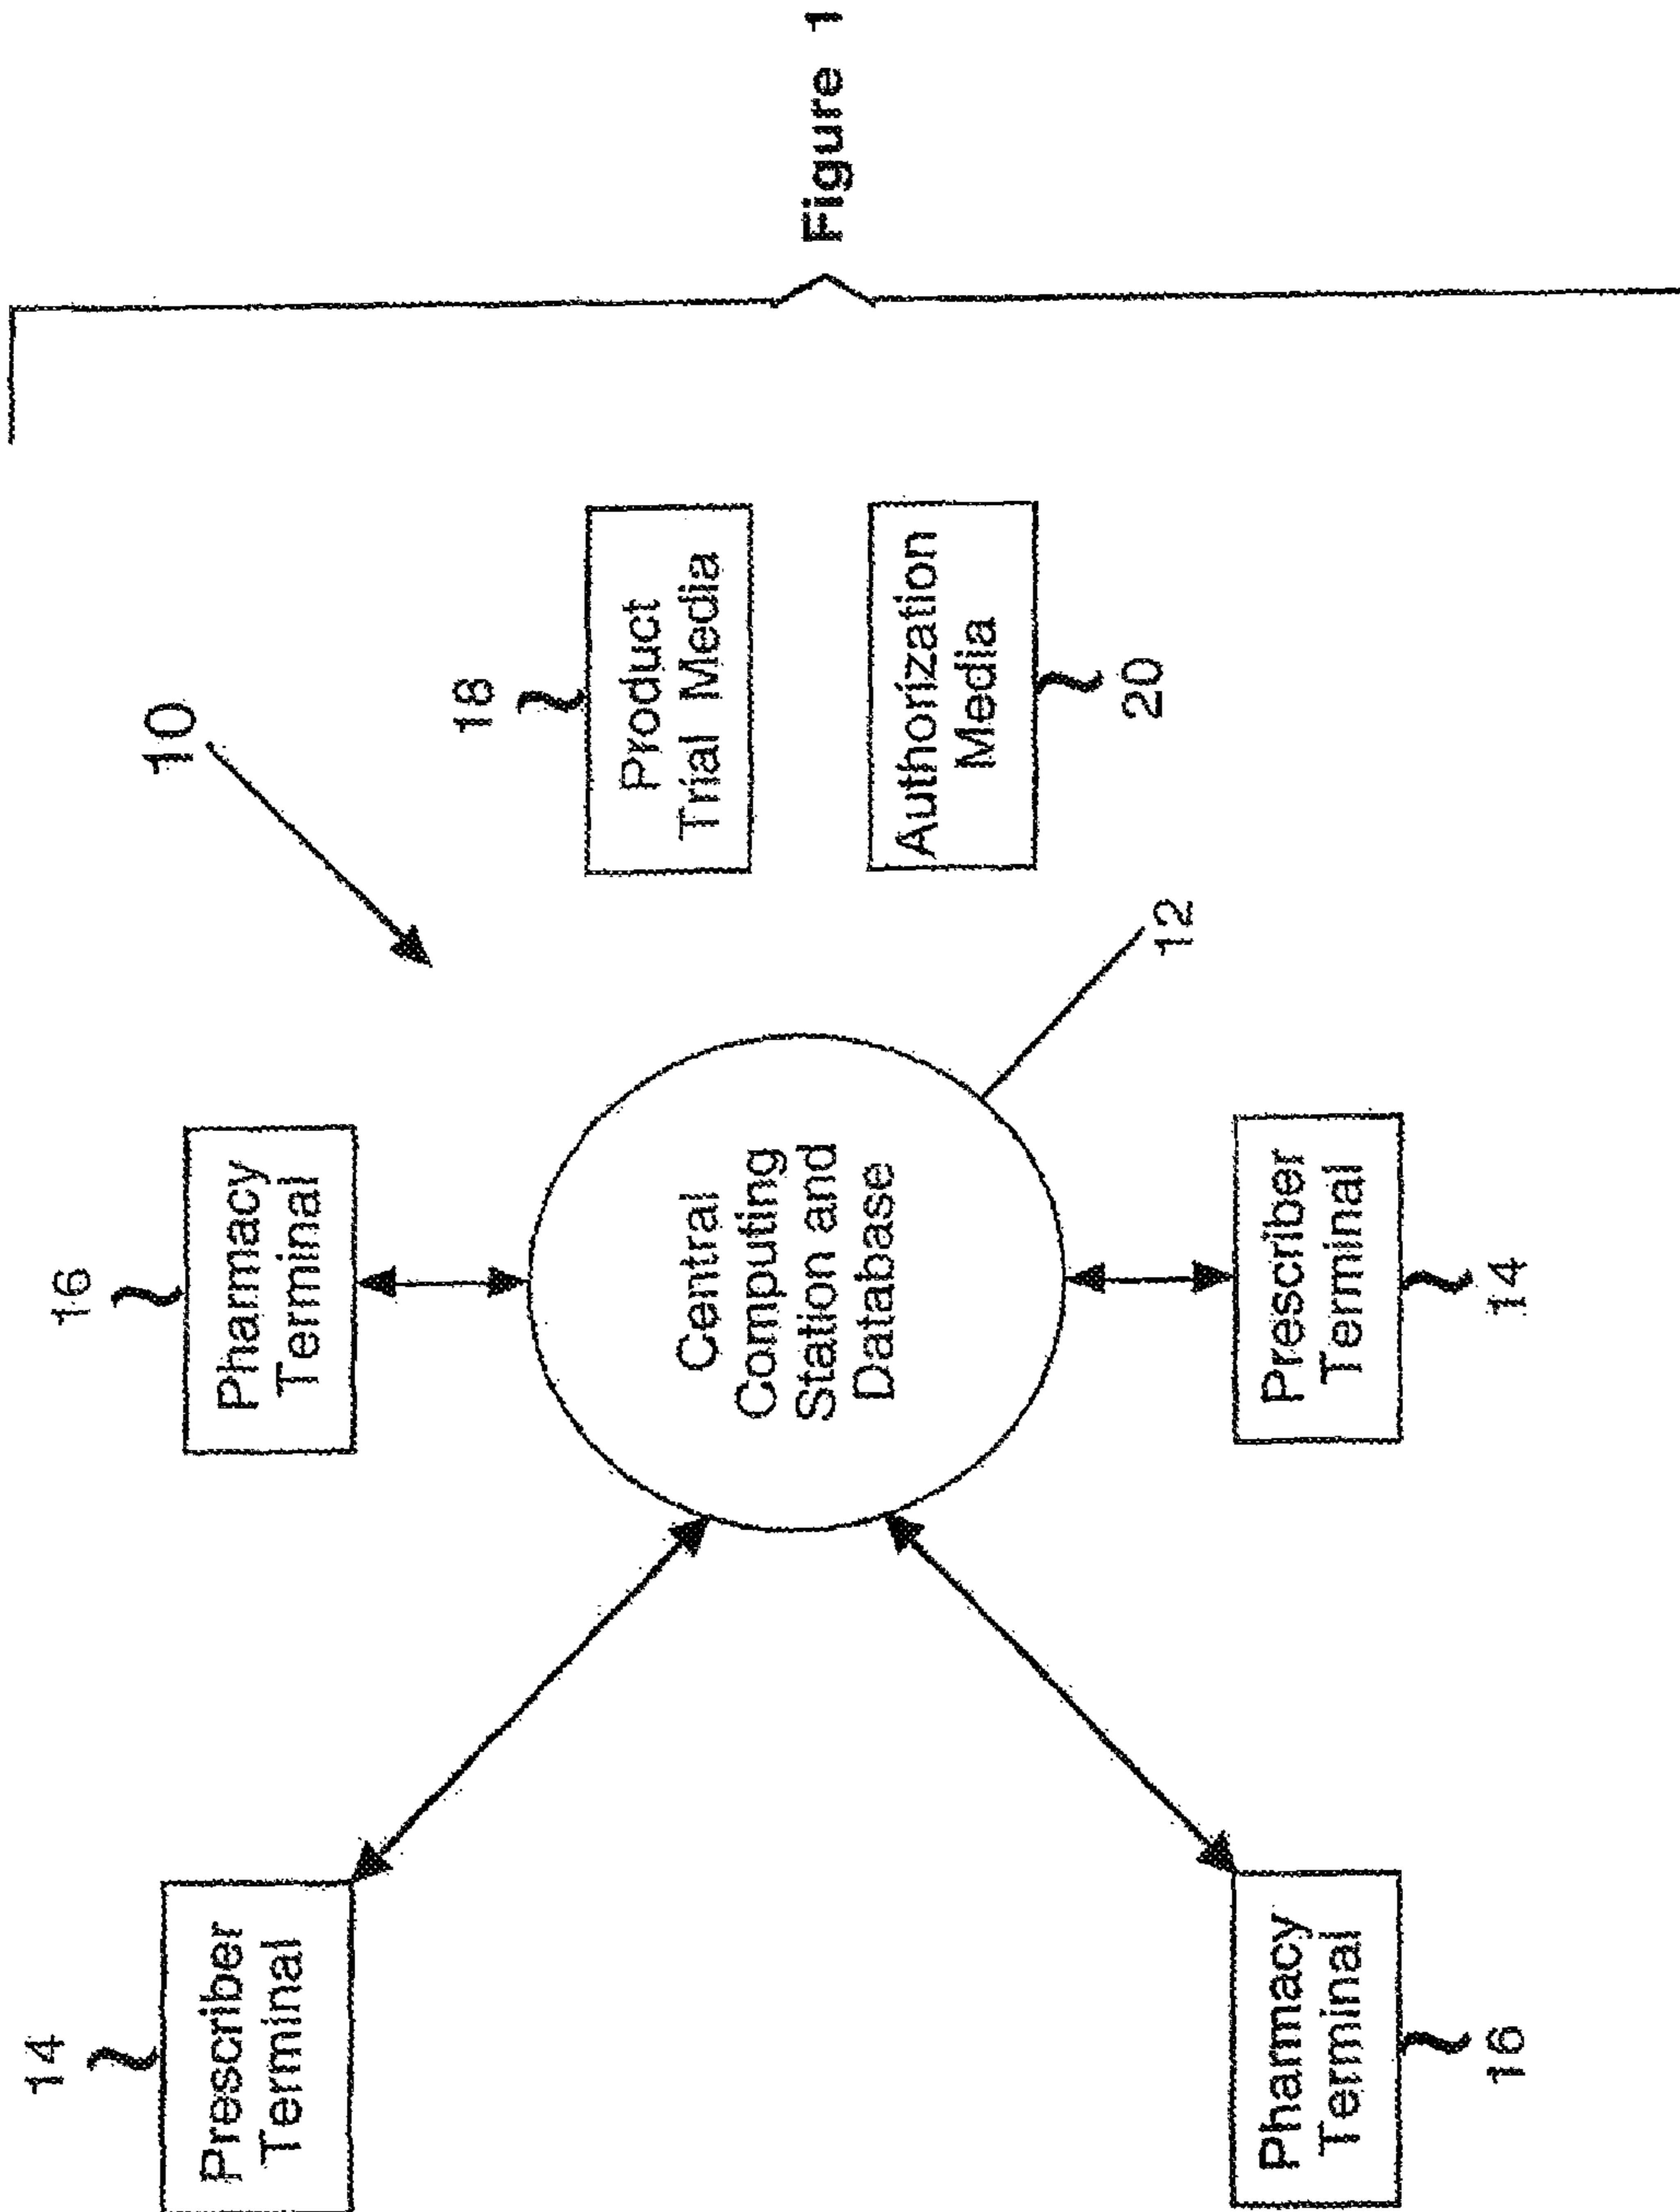 14
Prescriber
Terminal
16
Pharmacy
Terminal
10
18
Product
Trial Media
Central
Computing
Station and
Database
12
Authorization
Media
20
Pharmacy
Terminal
16
Prescriber
Terminal
14
Figure 1